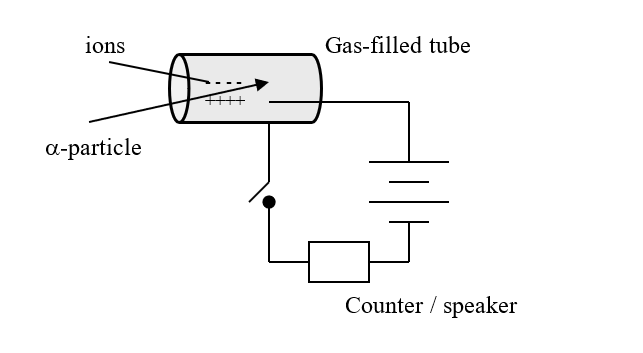 ions
Gas-filled tube
- - - -
++++
α-particle
Counter / speaker